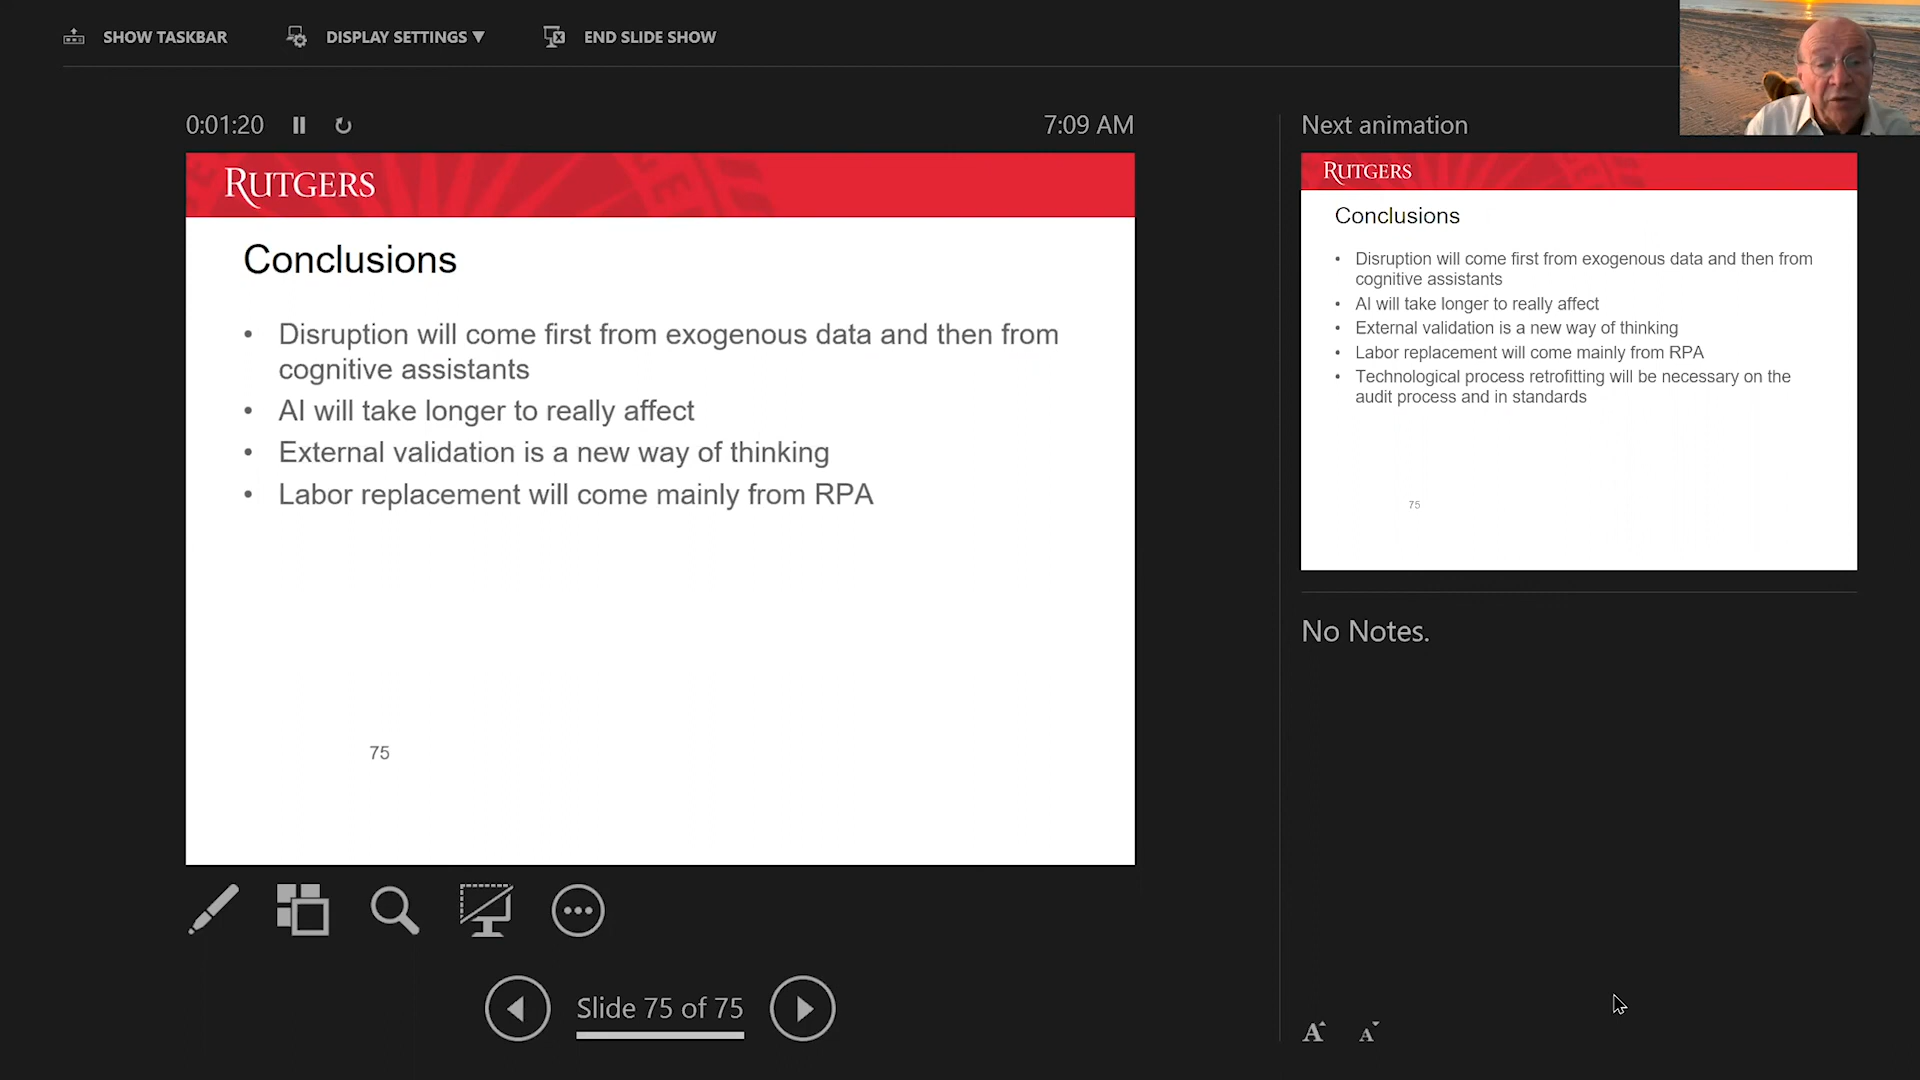 SHOW TASKBAR
DISPLAY SETTINGS ▼
END SLIDE SHOW
0:01:20
7:09 AM
RUTGERS
Conclusions
• Disruption will come first from exogenous data and then from
cognitive assistants
• AI will take longer to really affect
• External validation is a new way of thinking
• Labor replacement will come mainly from RPA
75
Slide 75 of 75
Next animation
RUTGERS
Conclusions
• Disruption will come first from exogenous data and then from
cognitive assistants
• AI will take longer to really affect
• External validation is a new way of thinking
• Labor replacement will come mainly from RPA
• Technological process retrofitting will be necessary on the
audit process and in standards
75
No Notes.
A A